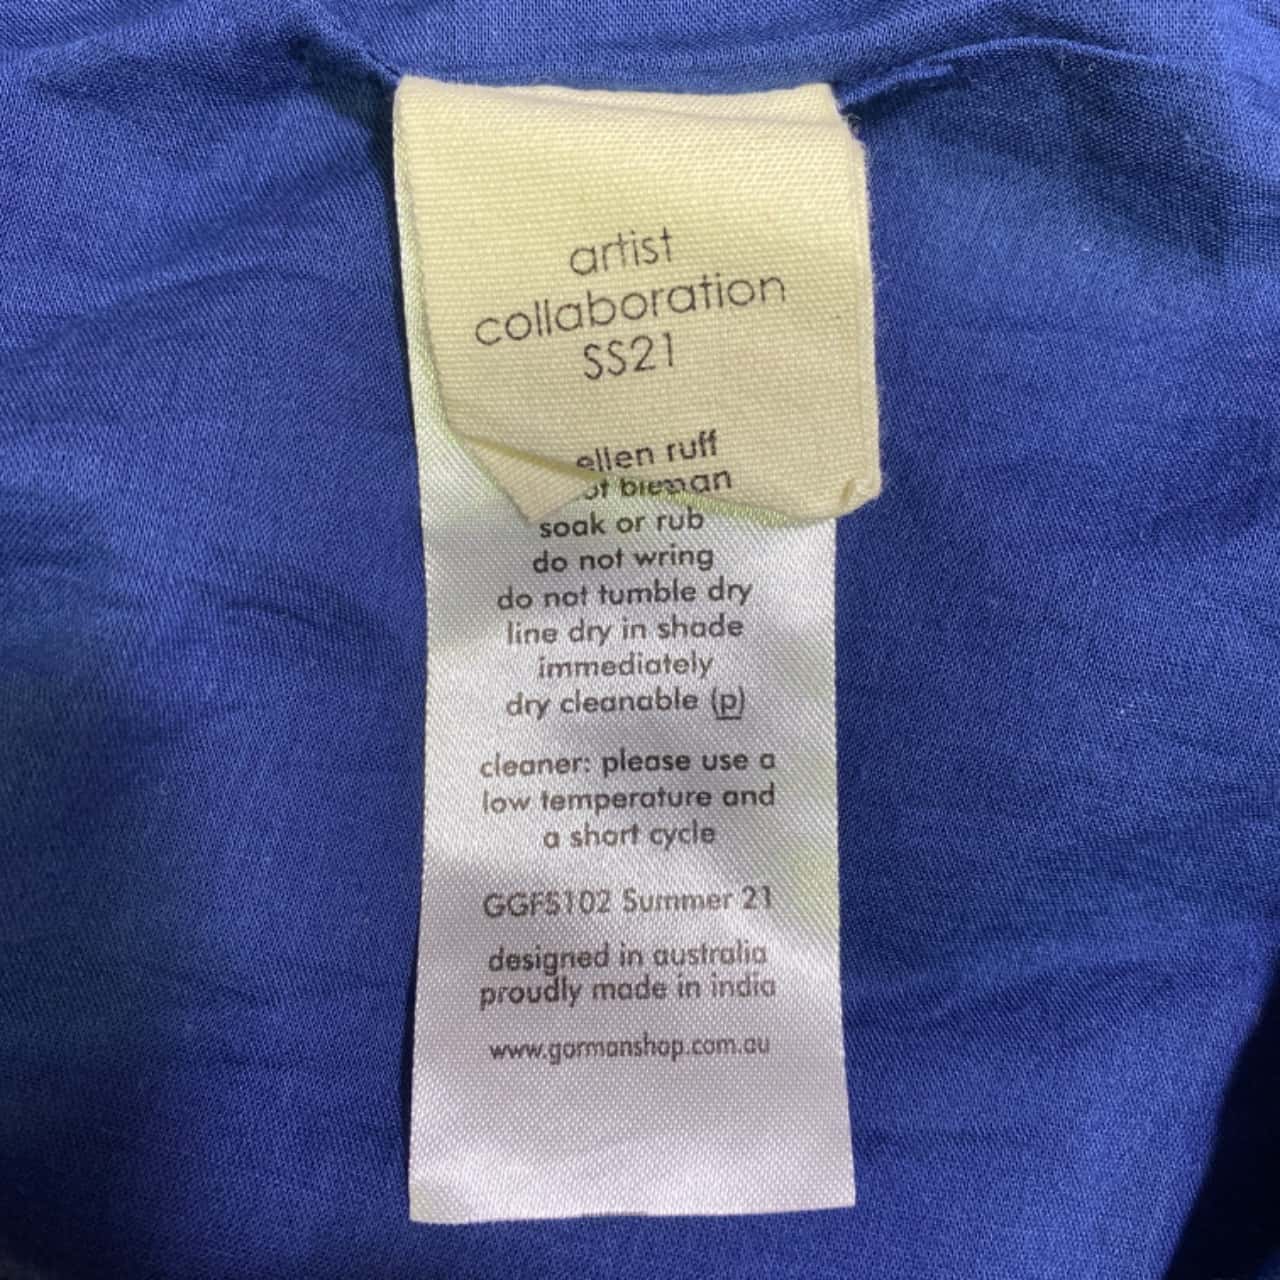 artist
collaboration
SS21
ellen ruff
soak or rub
do not wring
do not tumble dry
line dry in shade
immediately
dry cleanable (p)
cleaner: please use a
low temperature and
a short cycle
GGFS102 Summer 21
designed in australia
proudly made in india
www.gormanshop.com.au